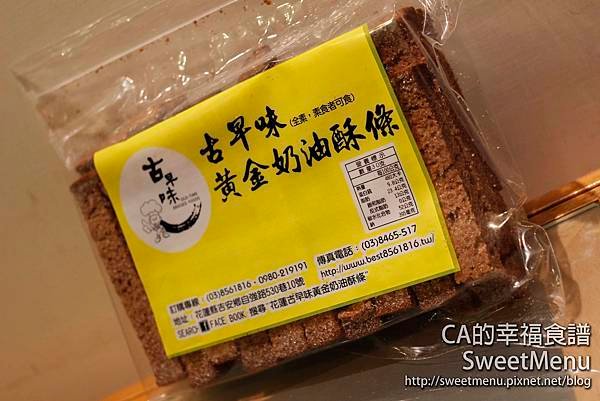 古早味
古早味(全素，素食者可食)
黃金奶油酥條
營養標示
訂購專線：(03)8561816、0980-219191 傳真電話：(03)8465-517
地址：花蓮縣吉安鄉自強路530巷10號 http://www.best8561816.tw/
SEARCH FACE BOOK 搜尋"花蓮古早味黃金奶油酥條"
CA的幸福食譜
SweetMenu
http://sweetmenu.pixnet.net/blog